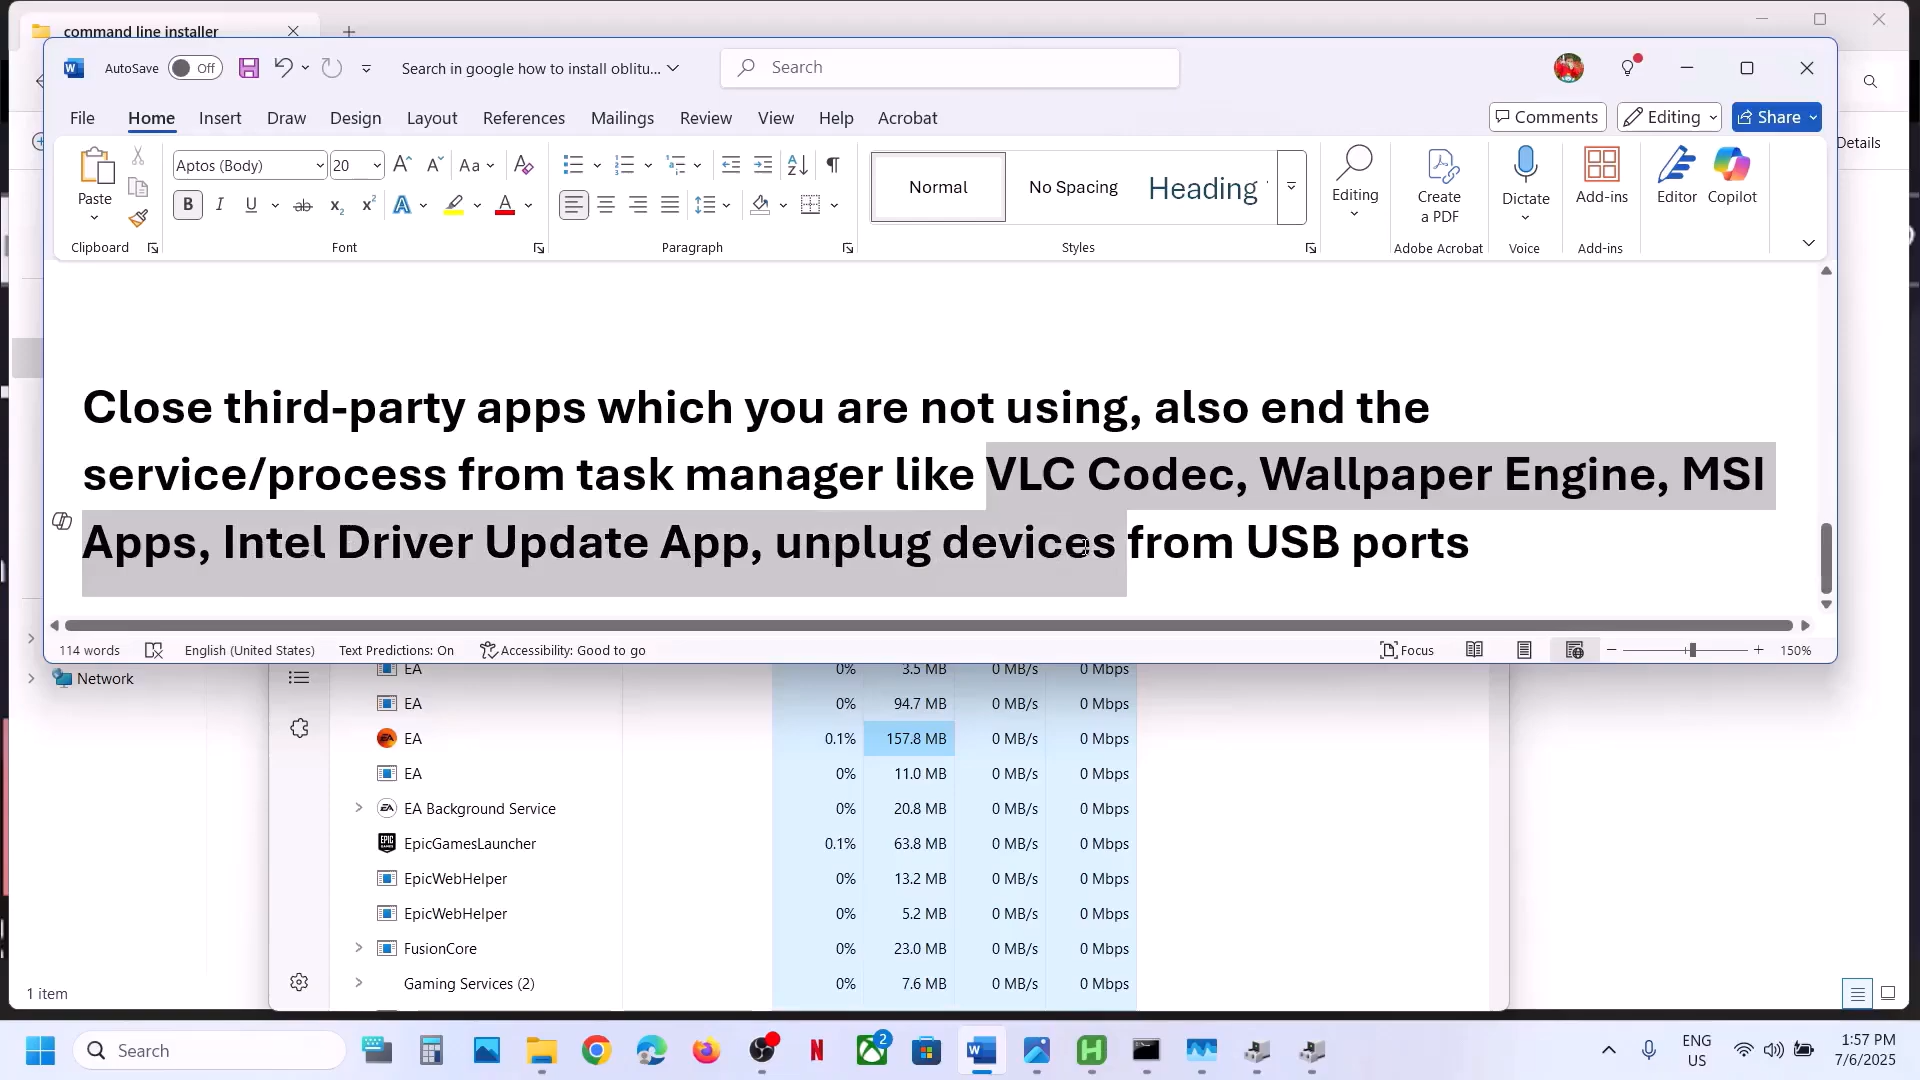 command line installer
AutoSave Off Search in google how to install oblitu... Search
File Home Insert Draw Design Layout References Mailings Review View Help Acrobat Comments Editing Share
Details
Paste Aptos (Body) 20 Aa Normal No Spacing Heading Editing Create a PDF Dictate Add-ins Editor Copilot
Clipboard Font Paragraph Styles Adobe Acrobat Voice Add-ins
Close third-party apps which you are not using, also end the
service/process from task manager like VLC Codec, Wallpaper Engine, MSI
Apps, Intel Driver Update App, unplug devices from USB ports
114 words English (United States) Text Predictions: On Accessibility: Good to go Focus 150%
EA 0% 3.5 MB 0 MB/s 0 Mbps
Network
EA 0% 94.7 MB 0 MB/s 0 Mbps
EA 0.1% 157.8 MB 0 MB/s 0 Mbps
EA 0% 11.0 MB 0 MB/s 0 Mbps
EA Background Service 0% 20.8 MB 0 MB/s 0 Mbps
EpicGamesLauncher 0.1% 63.8 MB 0 MB/s 0 Mbps
EpicWebHelper 0% 13.2 MB 0 MB/s 0 Mbps
EpicWebHelper 0% 5.2 MB 0 MB/s 0 Mbps
FusionCore 0% 23.0 MB 0 MB/s 0 Mbps
Gaming Services (2) 0% 7.6 MB 0 MB/s 0 Mbps
1 item
Search 2 ENG US 1:57 PM 7/6/2025